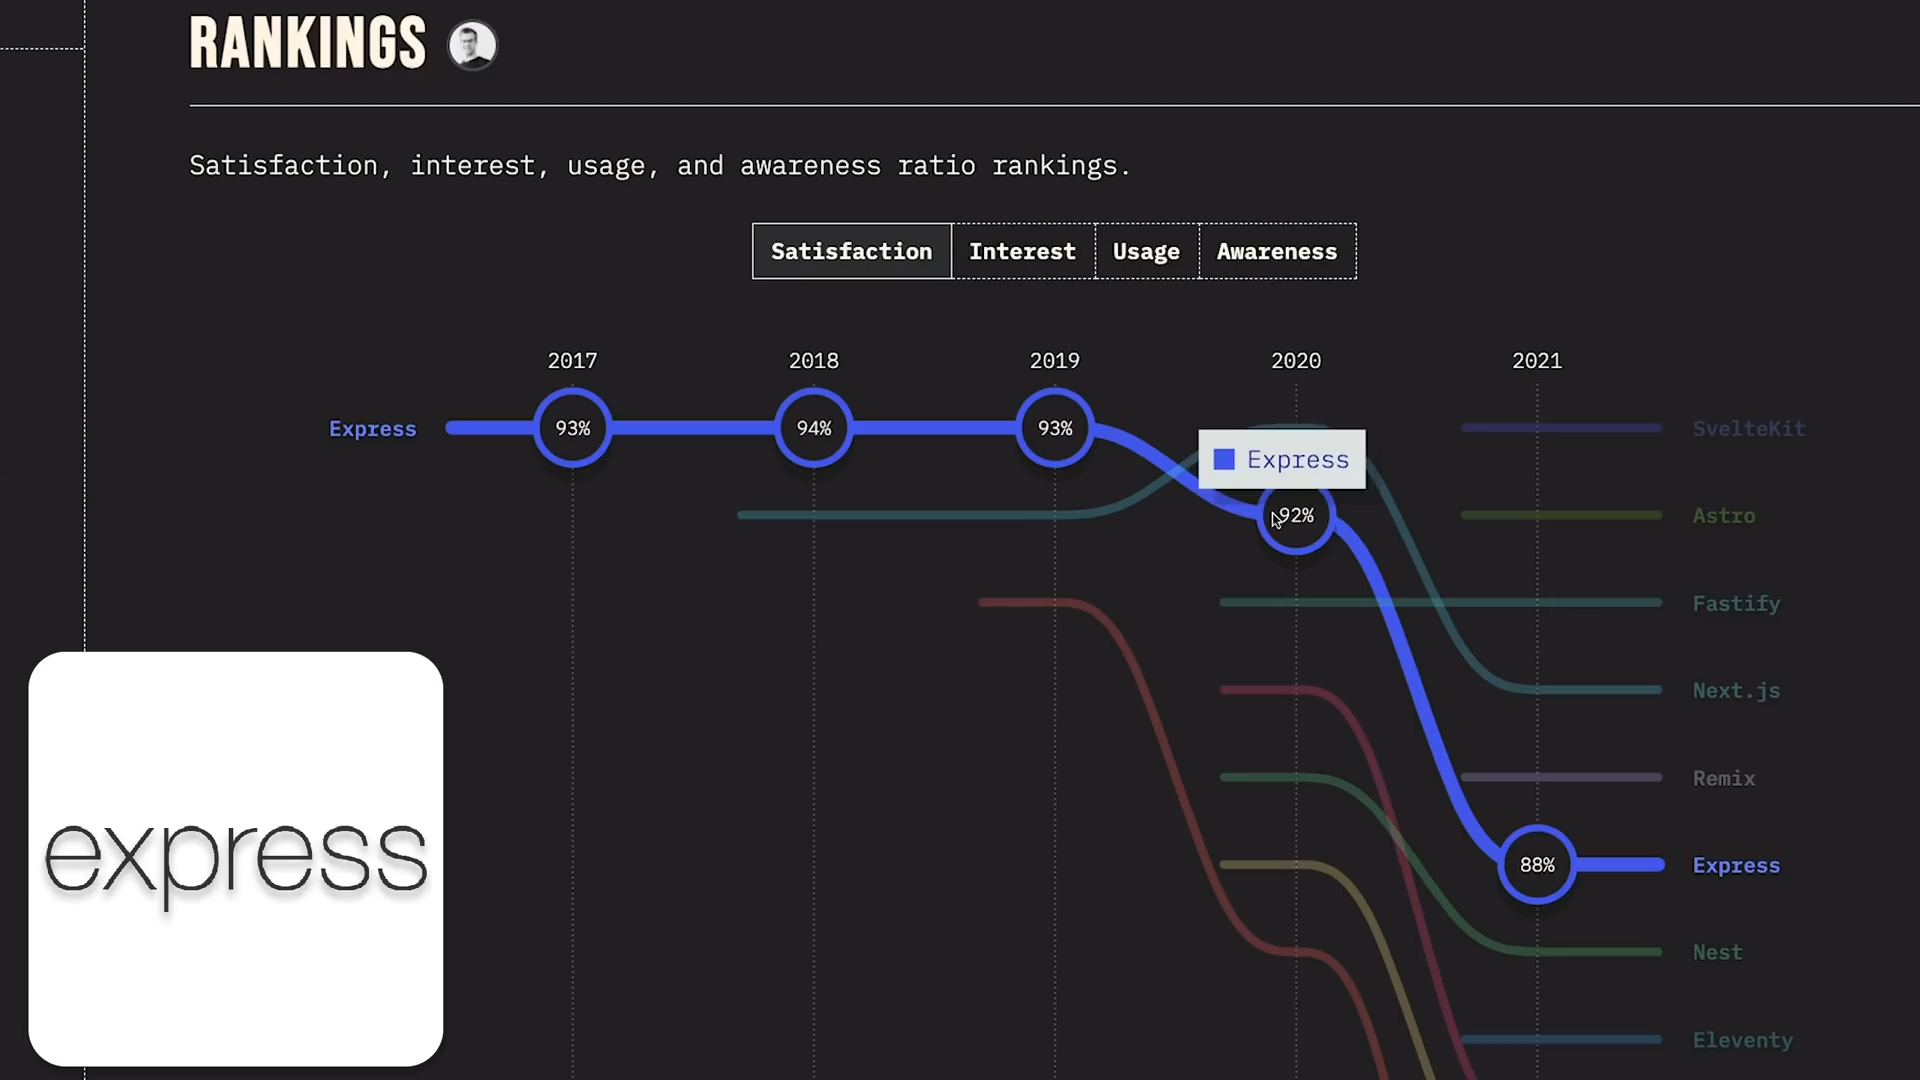 RANKINGS
Satisfaction, interest, usage, and awareness ratio rankings.
Satisfaction Interest Usage Awareness
2017 2018 2019 2020 2021
Express 93% 94% 93% SvelteKit
Express
92% Astro
Fastify
Next.js
Remix
express
88% Express
Nest
Eleventy